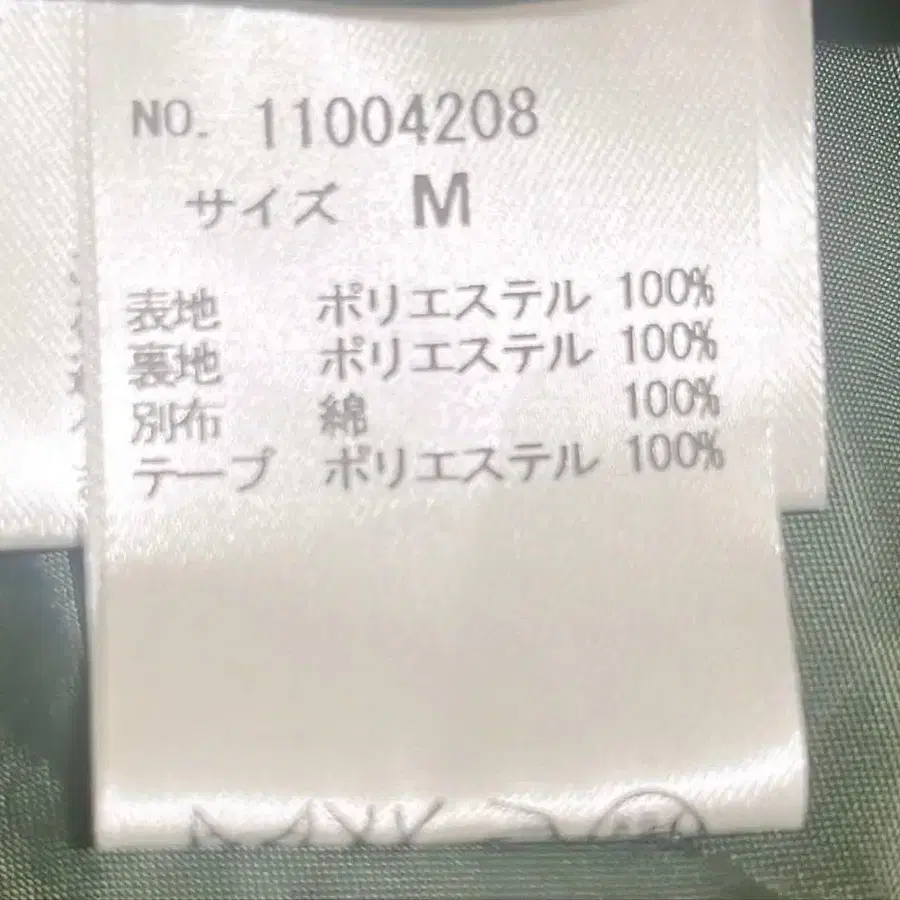 NO. 11004208
サイズ M
表地 ポリエステル 100%
裏地 ポリエステル 100%
別布 綿 100%
テープ ポリエステル 100%